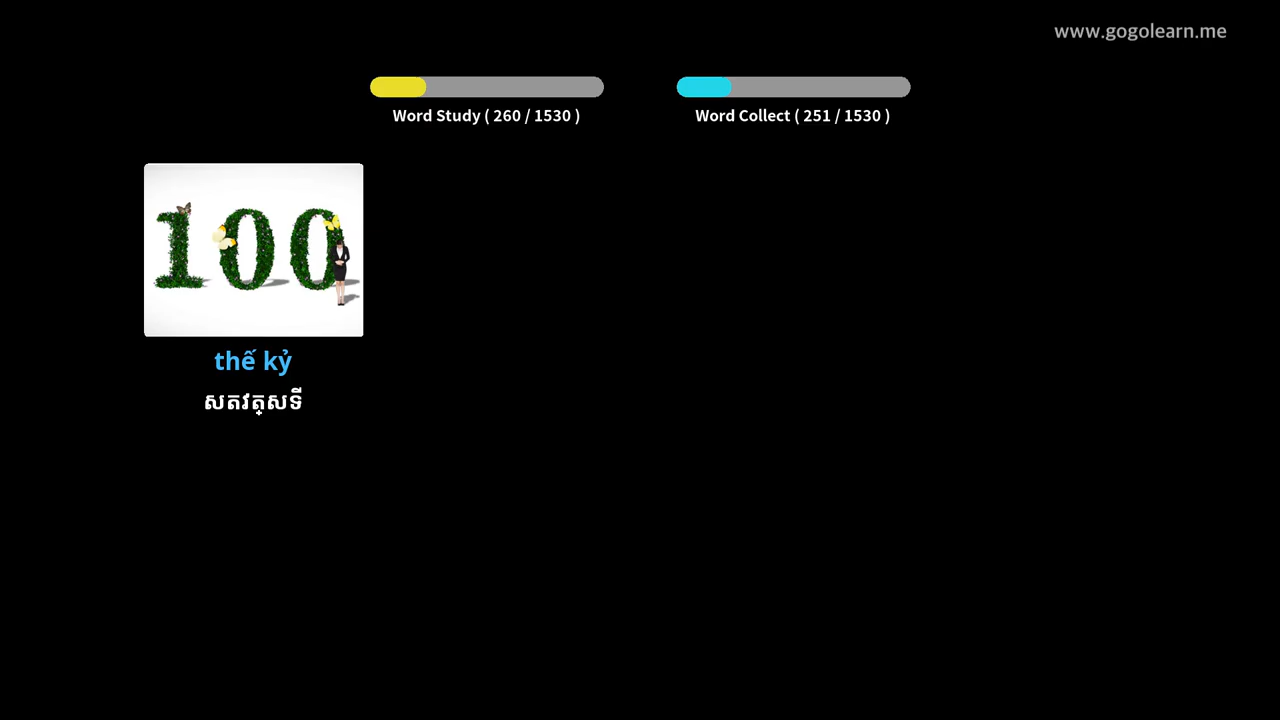 www.gogolearn.me
Word Study ( 260 / 1530 )
Word Collect ( 251 / 1530 )
100
thế kỷ
សតវត្សទី